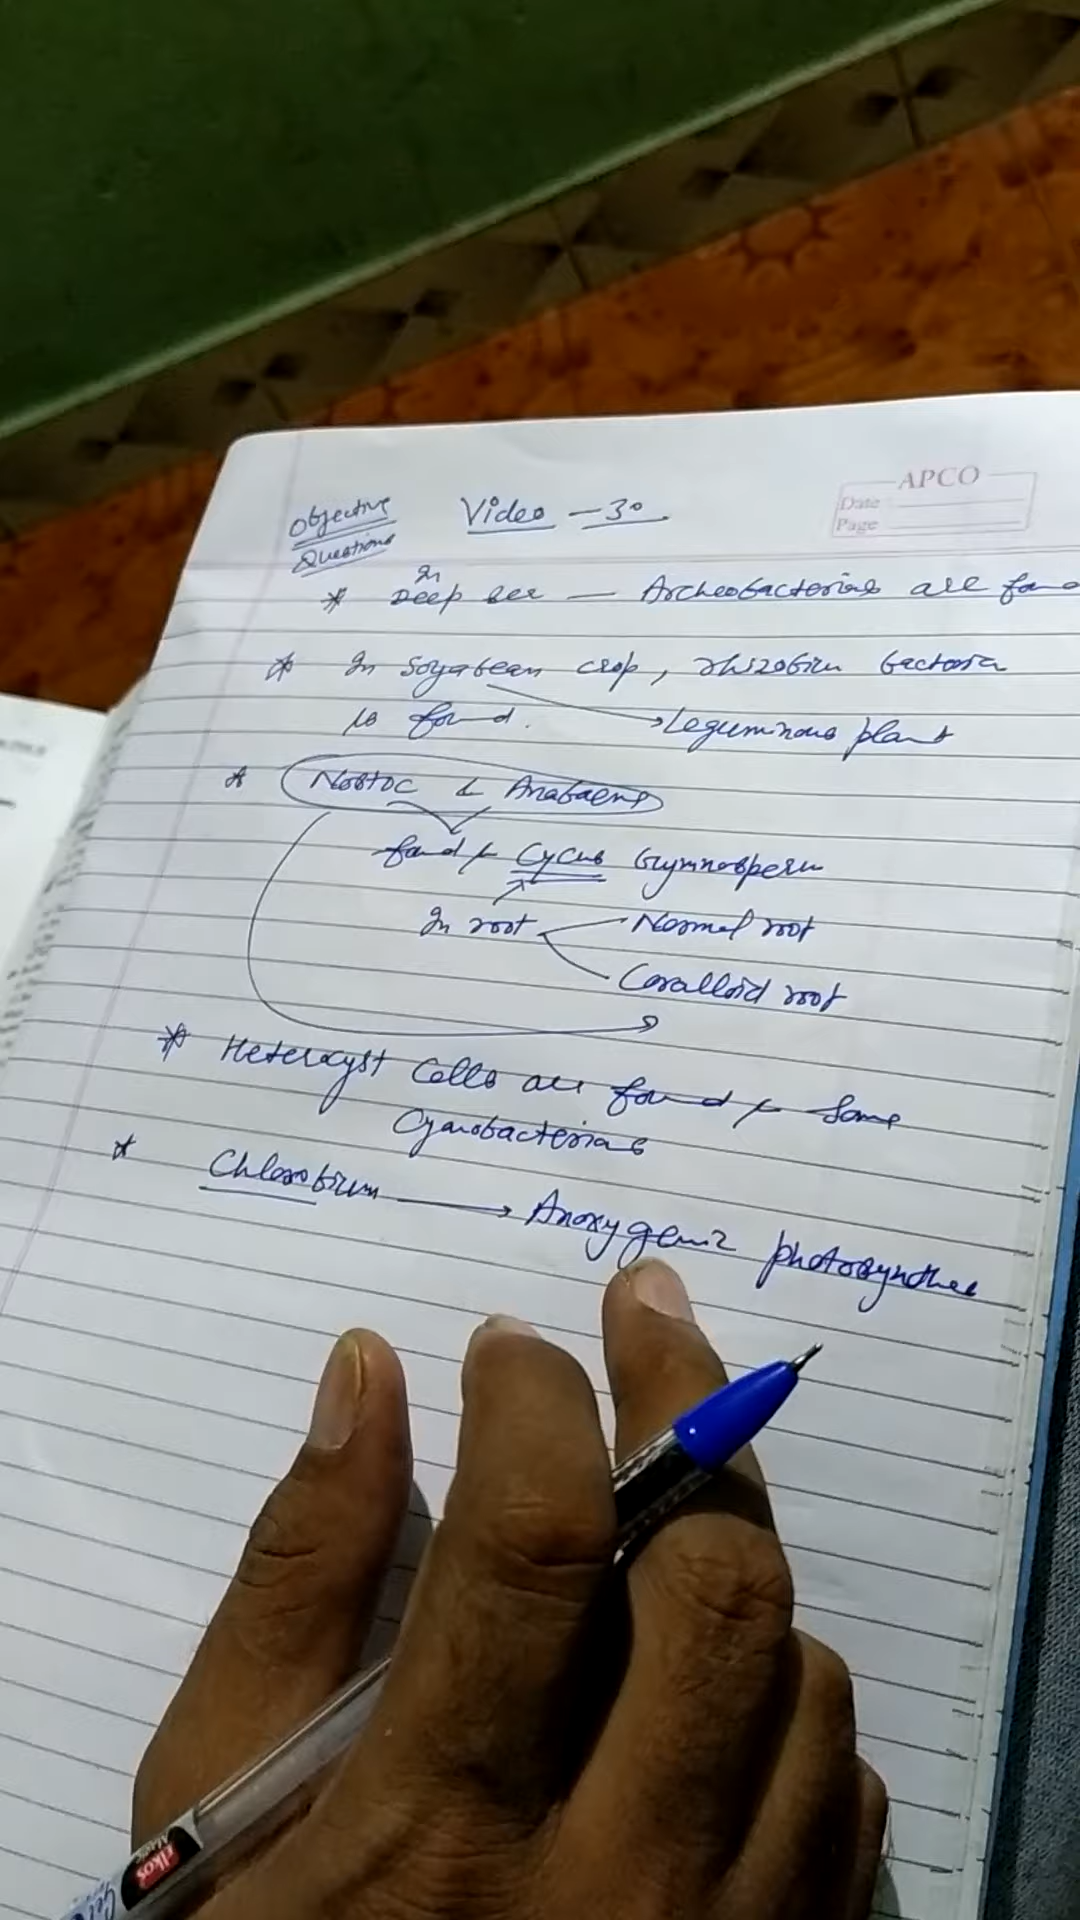 Objective
Questions
Video - 30
APCO
Date
Page
* In Deep see — Archeobacterias are
* In Soyabean crop, rhizobium bacteria
is found. Leguminous plant
* Nostoc & Anabaena
found in Cycus Gymnosperm
In root Normal root
Coralloid root
* Heterocyst Cells are found in some
Cyanobacterias
* Chlorobium → Anoxygenic photosynthes